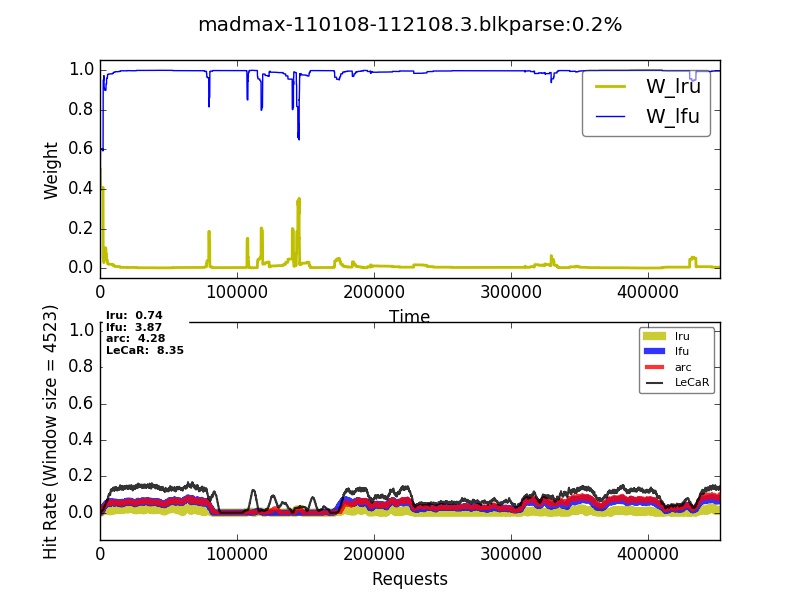 madmax-110108-112108.3.blkparse:0.2%
1.0
0.8
0.6
0.4
0.2
0.0
Weight
W_lru
W_lfu
0 100000 200000 300000 400000
Time
lru: 0.74
lfu: 3.87
arc: 4.28
LeCaR: 8.35
1.0
0.8
0.6
0.4
0.2
0.0
Hit Rate (Window size = 4523)
lru
lfu
arc
LeCaR
0 100000 200000 300000 400000
Requests